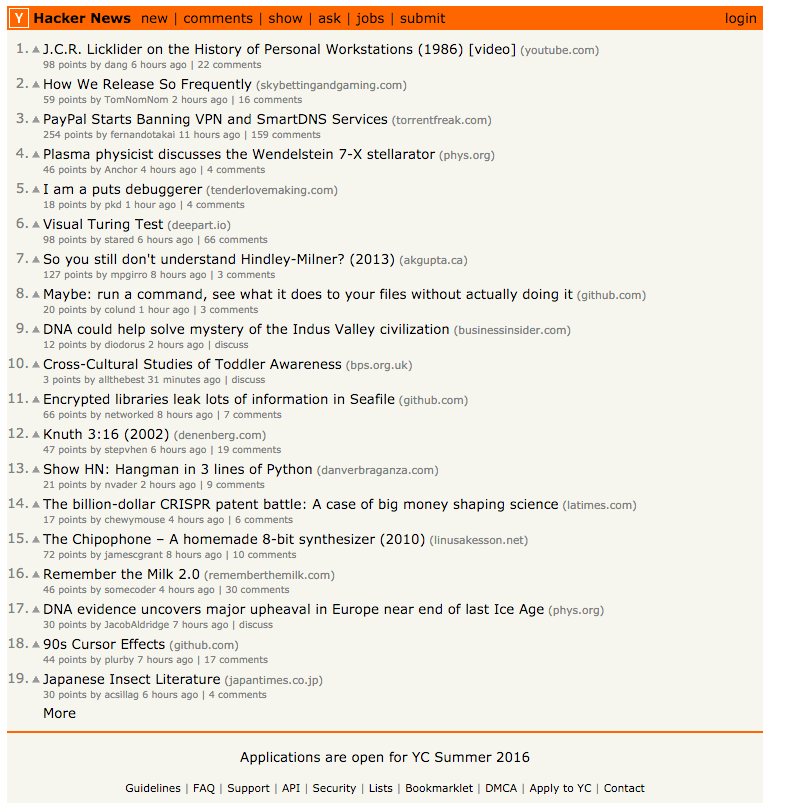 Y Hacker News new | comments | show | ask | jobs | submit login
1. J.C.R. Licklider on the History of Personal Workstations (1986) [video] (youtube.com)
98 points by dang 6 hours ago | 22 comments
2. How We Release So Frequently (skybettingandgaming.com)
59 points by TomNomNom 2 hours ago | 16 comments
3. PayPal Starts Banning VPN and SmartDNS Services (torrentfreak.com)
254 points by fernandotakai 11 hours ago | 159 comments
4. Plasma physicist discusses the Wendelstein 7-X stellarator (phys.org)
46 points by Anchor 4 hours ago | 4 comments
5. I am a puts debuggerer (tenderlovemaking.com)
18 points by pkd 1 hour ago | 4 comments
6. Visual Turing Test (deepart.io)
98 points by stared 6 hours ago | 66 comments
7. So you still don't understand Hindley-Milner? (2013) (akgupta.ca)
127 points by mpgirro 8 hours ago | 3 comments
8. Maybe: run a command, see what it does to your files without actually doing it (github.com)
20 points by colund 1 hour ago | 3 comments
9. DNA could help solve mystery of the Indus Valley civilization (businessinsider.com)
12 points by diodorus 2 hours ago | discuss
10. Cross-Cultural Studies of Toddler Awareness (bps.org.uk)
3 points by allthebest 31 minutes ago | discuss
11. Encrypted libraries leak lots of information in Seafile (github.com)
66 points by networked 8 hours ago | 7 comments
12. Knuth 3:16 (2002) (denenberg.com)
47 points by stepvhen 6 hours ago | 19 comments
13. Show HN: Hangman in 3 lines of Python (danverbraganza.com)
21 points by nvader 2 hours ago | 9 comments
14. The billion-dollar CRISPR patent battle: A case of big money shaping science (latimes.com)
17 points by chewymouse 4 hours ago | 6 comments
15. The Chipophone – A homemade 8-bit synthesizer (2010) (linusakesson.net)
72 points by jamescgrant 8 hours ago | 10 comments
16. Remember the Milk 2.0 (rememberthemilk.com)
46 points by somecoder 4 hours ago | 30 comments
17. DNA evidence uncovers major upheaval in Europe near end of last Ice Age (phys.org)
30 points by JacobAldridge 7 hours ago | discuss
18. 90s Cursor Effects (github.com)
44 points by plurby 7 hours ago | 17 comments
19. Japanese Insect Literature (japantimes.co.jp)
30 points by acsillag 6 hours ago | 4 comments
More
Applications are open for YC Summer 2016
Guidelines | FAQ | Support | API | Security | Lists | Bookmarklet | DMCA | Apply to YC | Contact